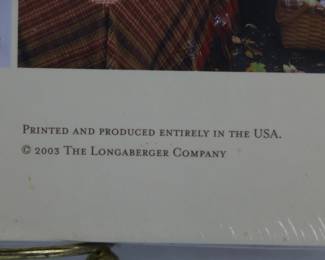 Printed and produced entirely in the USA.
© 2003 The Longaberger Company